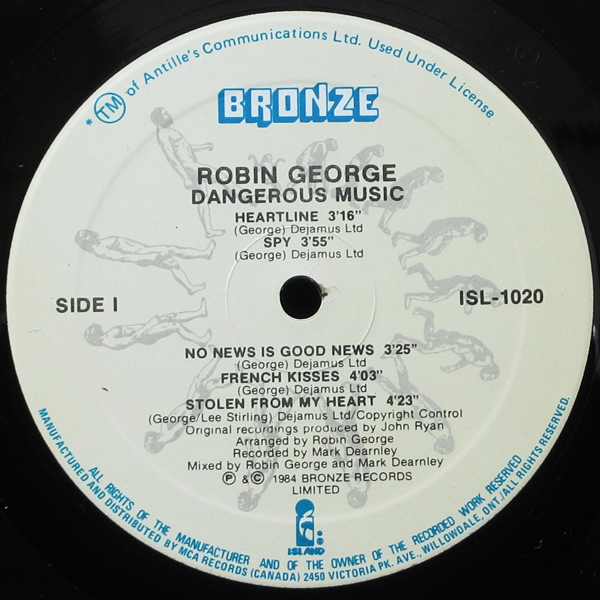 * TM of Antille's Communications Ltd. Used Under License
BRONZE
ROBIN GEORGE
DANGEROUS MUSIC
HEARTLINE 3'16"
(George) Dejamus Ltd
SPY 3'55"
(George) Dejamus Ltd
SIDE I
ISL-1020
NO NEWS IS GOOD NEWS 3'25"
(George) Dejamus Ltd
FRENCH KISSES 4'03"
(George) Dejamus Ltd
STOLEN FROM MY HEART 4'23"
(George/Lee Stirling) Dejamus Ltd/Copyright Control
Original recordings produced by John Ryan
Arranged by Robin George
Recorded by Mark Dearnley
Mixed by Robin George and Mark Dearnley
Ⓟ & © 1984 BRONZE RECORDS
LIMITED
ISLAND
ALL RIGHTS OF THE MANUFACTURER AND OF THE OWNER OF THE RECORDED WORK RESERVED
MANUFACTURED AND DISTRIBUTED BY MCA RECORDS (CANADA) 2450 VICTORIA PK. AVE., WILLOWDALE, ONT./ALL RIGHTS RESERVED.